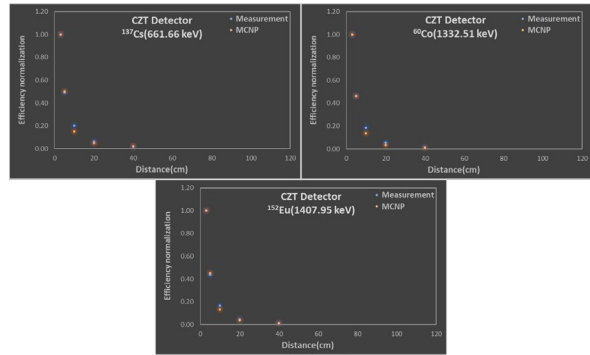 CZT Detector
¹³⁷Cs(661.66 keV)
Measurement
MCNP
Efficiency normalization
1.20
1.00
0.80
0.60
0.40
0.20
0.00
0 20 40 60 80 100 120
Distance(cm)
CZT Detector
⁶⁰Co(1332.51 keV)
Measurement
MCNP
Efficiency normalization
1.20
1.00
0.80
0.60
0.40
0.20
0.00
0 20 40 60 80 100 120
Distance(cm)
CZT Detector
¹⁵²Eu(1407.95 keV)
Measurement
MCNP
Efficiency normalization
1.20
1.00
0.80
0.60
0.40
0.20
0.00
0 20 40 60 80 100 120
Distance(cm)